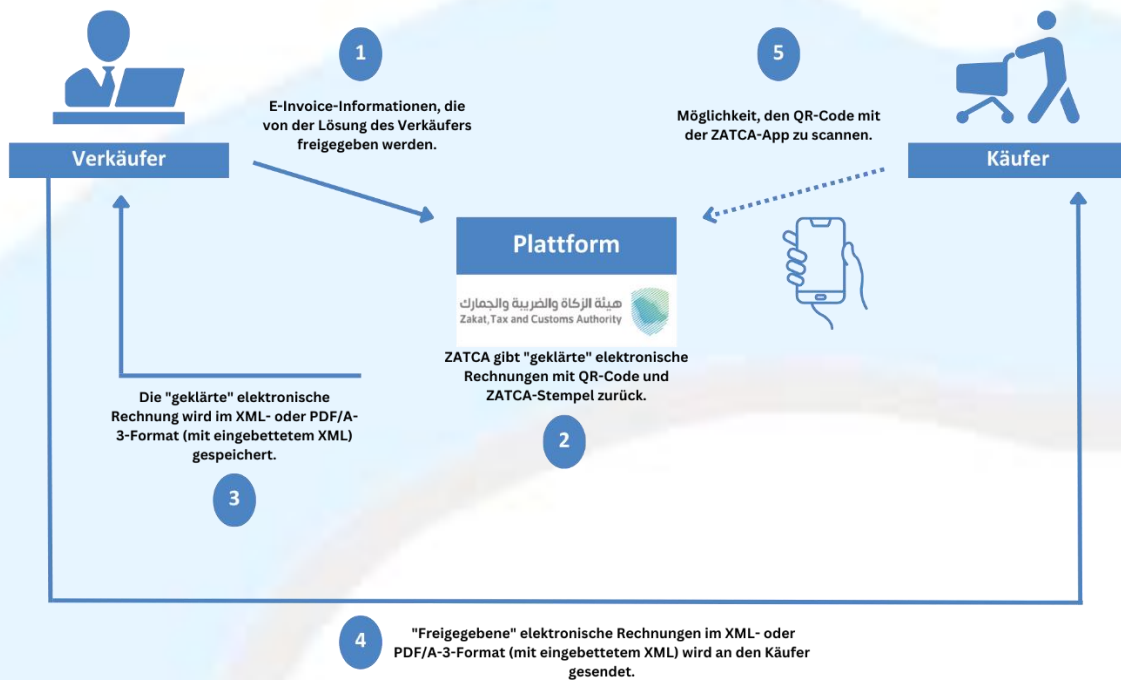 1
E-Invoice-Informationen, die
von der Lösung des Verkäufers
freigegeben werden.
5
Möglichkeit, den QR-Code mit
der ZATCA-App zu scannen.
Verkäufer
Käufer
Plattform
هيئة الزكاة والضريبة والجمارك
Zakat, Tax and Customs Authority
ZATCA gibt "geklärte" elektronische
Rechnungen mit QR-Code und
ZATCA-Stempel zurück.
2
Die "geklärte" elektronische
Rechnung wird im XML- oder PDF/A-
3-Format (mit eingebettetem XML)
gespeichert.
3
4
"Freigegebene" elektronische Rechnungen im XML- oder
PDF/A-3-Format (mit eingebettetem XML) wird an den Käufer
gesendet.